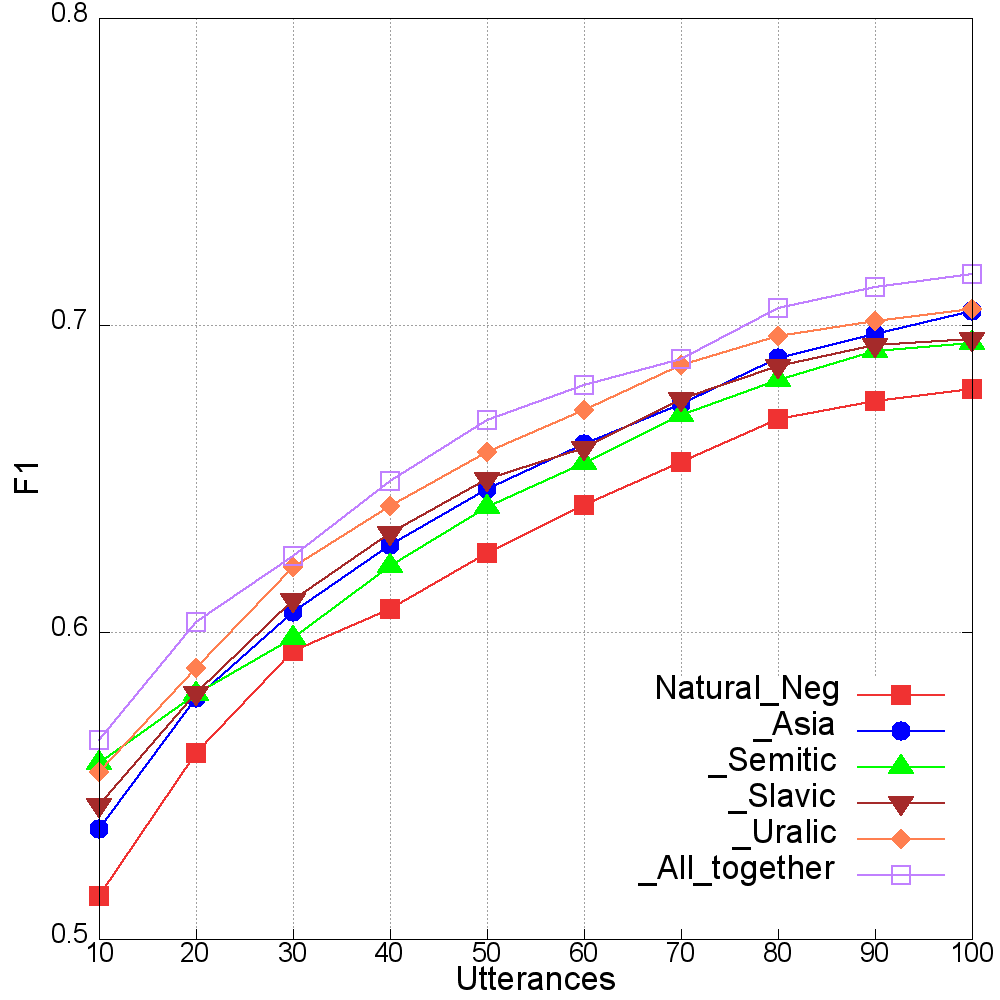 0.8
0.7
0.6
0.5
F1
Natural_Neg
_Asia
_Semitic
_Slavic
_Uralic
_All_together
10 20 30 40 50 60 70 80 90 100
Utterances